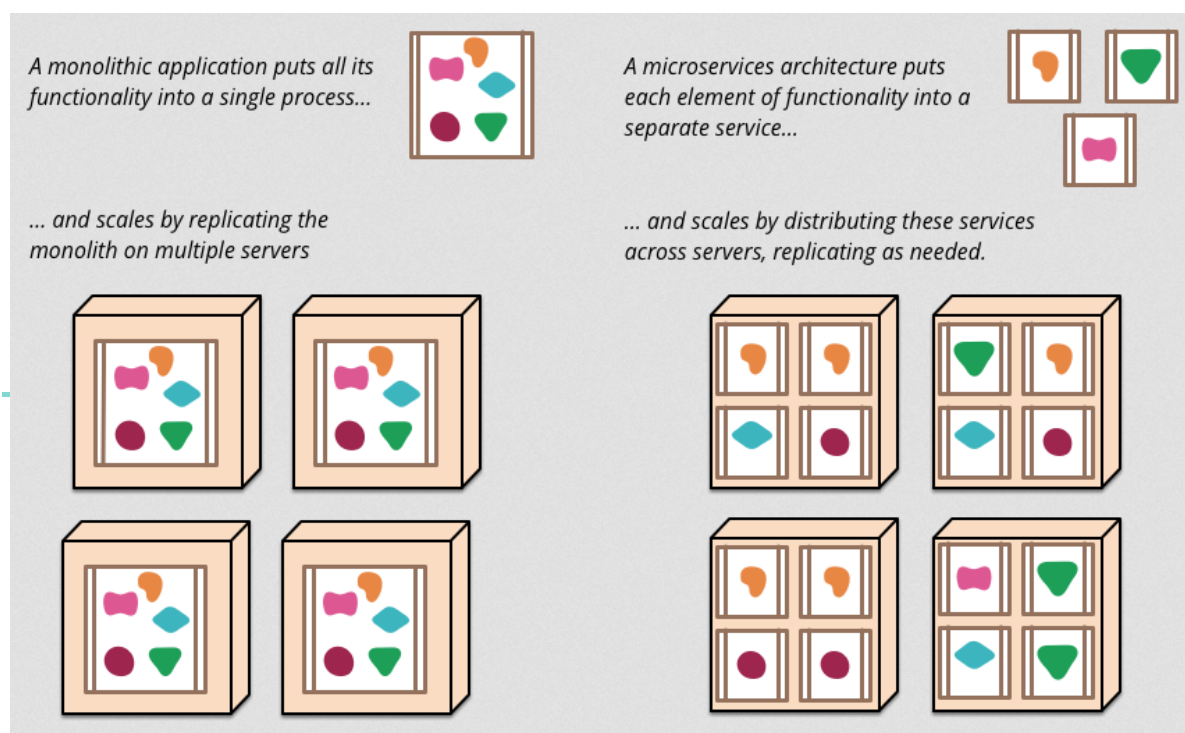 A monolithic application puts all its
functionality into a single process...
... and scales by replicating the
monolith on multiple servers
A microservices architecture puts
each element of functionality into a
separate service...
... and scales by distributing these services
across servers, replicating as needed.